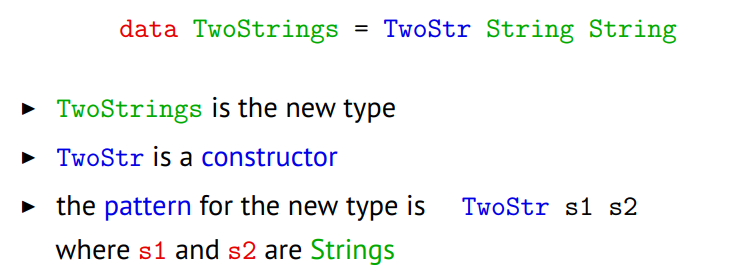 data TwoStrings = TwoStr String String
▶ TwoStrings is the new type
▶ TwoStr is a constructor
▶ the pattern for the new type is TwoStr s1 s2
where s1 and s2 are Strings